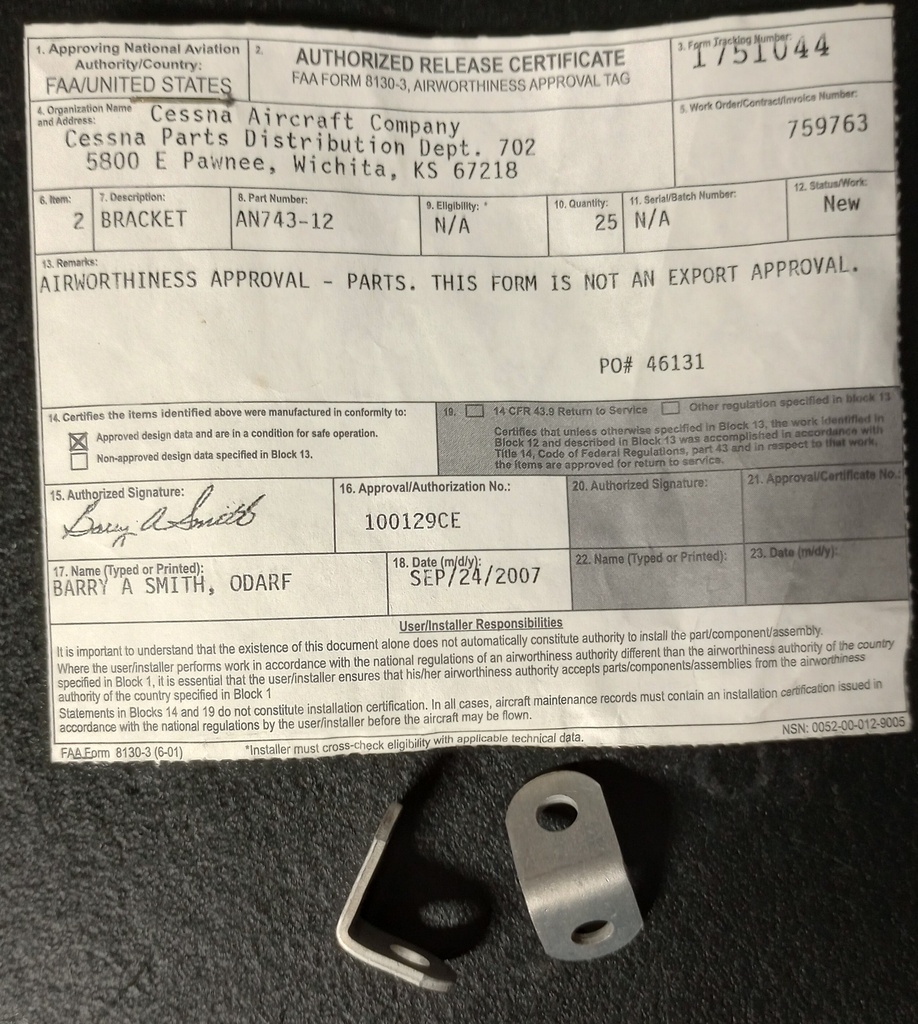 1. Approving National Aviation
Authority/Country:
FAA/UNITED STATES
2.
AUTHORIZED RELEASE CERTIFICATE
FAA FORM 8130-3, AIRWORTHINESS APPROVAL TAG
3. Form Tracking Number:
1751044
4. Organization Name
and Address:
Cessna Aircraft Company
Cessna Parts Distribution Dept. 702
5800 E Pawnee, Wichita, KS 67218
5. Work Order/Contract/Invoice Number:
759763
6. Item:
2
7. Description:
BRACKET
8. Part Number:
AN743-12
9. Eligibility: *
N/A
10. Quantity:
25
11. Serial/Batch Number:
N/A
12. Status/Work:
New
13. Remarks:
AIRWORTHINESS APPROVAL - PARTS. THIS FORM IS NOT AN EXPORT APPROVAL.
PO# 46131
14. Certifies the items identified above were manufactured in conformity to:
Approved design data and are in a condition for safe operation.
Non-approved design data specified in Block 13.
19. 14 CFR 43.9 Return to Service Other regulation specified in block 13
Certifies that unless otherwise specified in Block 13, the work identified in
Block 12 and described in Block 13 was accomplished in accordance with
Title 14, Code of Federal Regulations, part 43 and in respect to that work,
the items are approved for return to service.
15. Authorized Signature:
Barry A Smith
16. Approval/Authorization No.:
100129CE
20. Authorized Signature:
21. Approval/Certificate No.:
17. Name (Typed or Printed):
BARRY A SMITH, ODARF
18. Date (m/d/y):
SEP/24/2007
22. Name (Typed or Printed):
23. Date (m/d/y):
User/Installer Responsibilities
It is important to understand that the existence of this document alone does not automatically constitute authority to install the part/component/assembly.
Where the user/installer performs work in accordance with the national regulations of an airworthiness authority different than the airworthiness authority of the country
specified in Block 1, it is essential that the user/installer ensures that his/her airworthiness authority accepts parts/components/assemblies from the airworthiness
authority of the country specified in Block 1
Statements in Blocks 14 and 19 do not constitute installation certification. In all cases, aircraft maintenance records must contain an installation certification issued in
accordance with the national regulations by the user/installer before the aircraft may be flown.
FAA Form 8130-3 (6-01)
*Installer must cross-check eligibility with applicable technical data.
NSN: 0052-00-012-9005